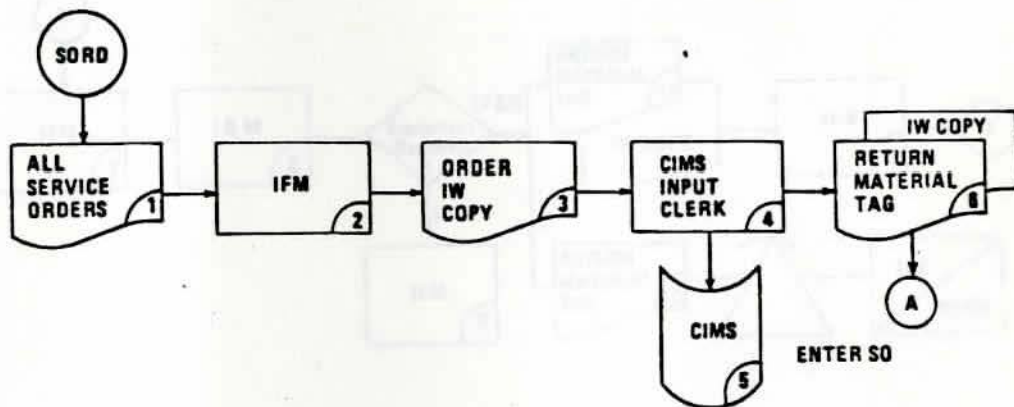 SORD
ALL
SERVICE
ORDERS
1
IFM
2
ORDER
IW
COPY
3
CIMS
INPUT
CLERK
4
IW COPY
RETURN
MATERIAL
TAG
6
CIMS
5
ENTER SO
A